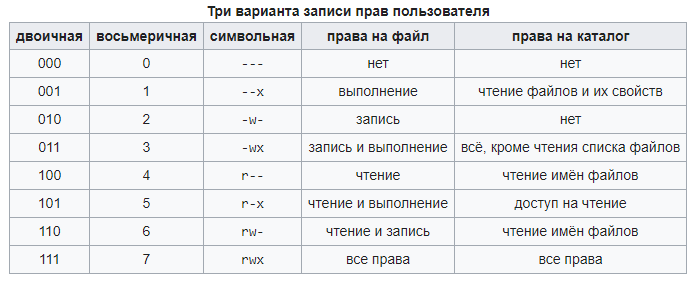 Три варианта записи прав пользователя
двоичная восьмеричная символьная права на файл права на каталог
000 0 --- нет нет
001 1 --x выполнение чтение файлов и их свойств
010 2 -w- запись нет
011 3 -wx запись и выполнение всё, кроме чтения списка файлов
100 4 r-- чтение чтение имён файлов
101 5 r-x чтение и выполнение доступ на чтение
110 6 rw- чтение и запись чтение имён файлов
111 7 rwx все права все права